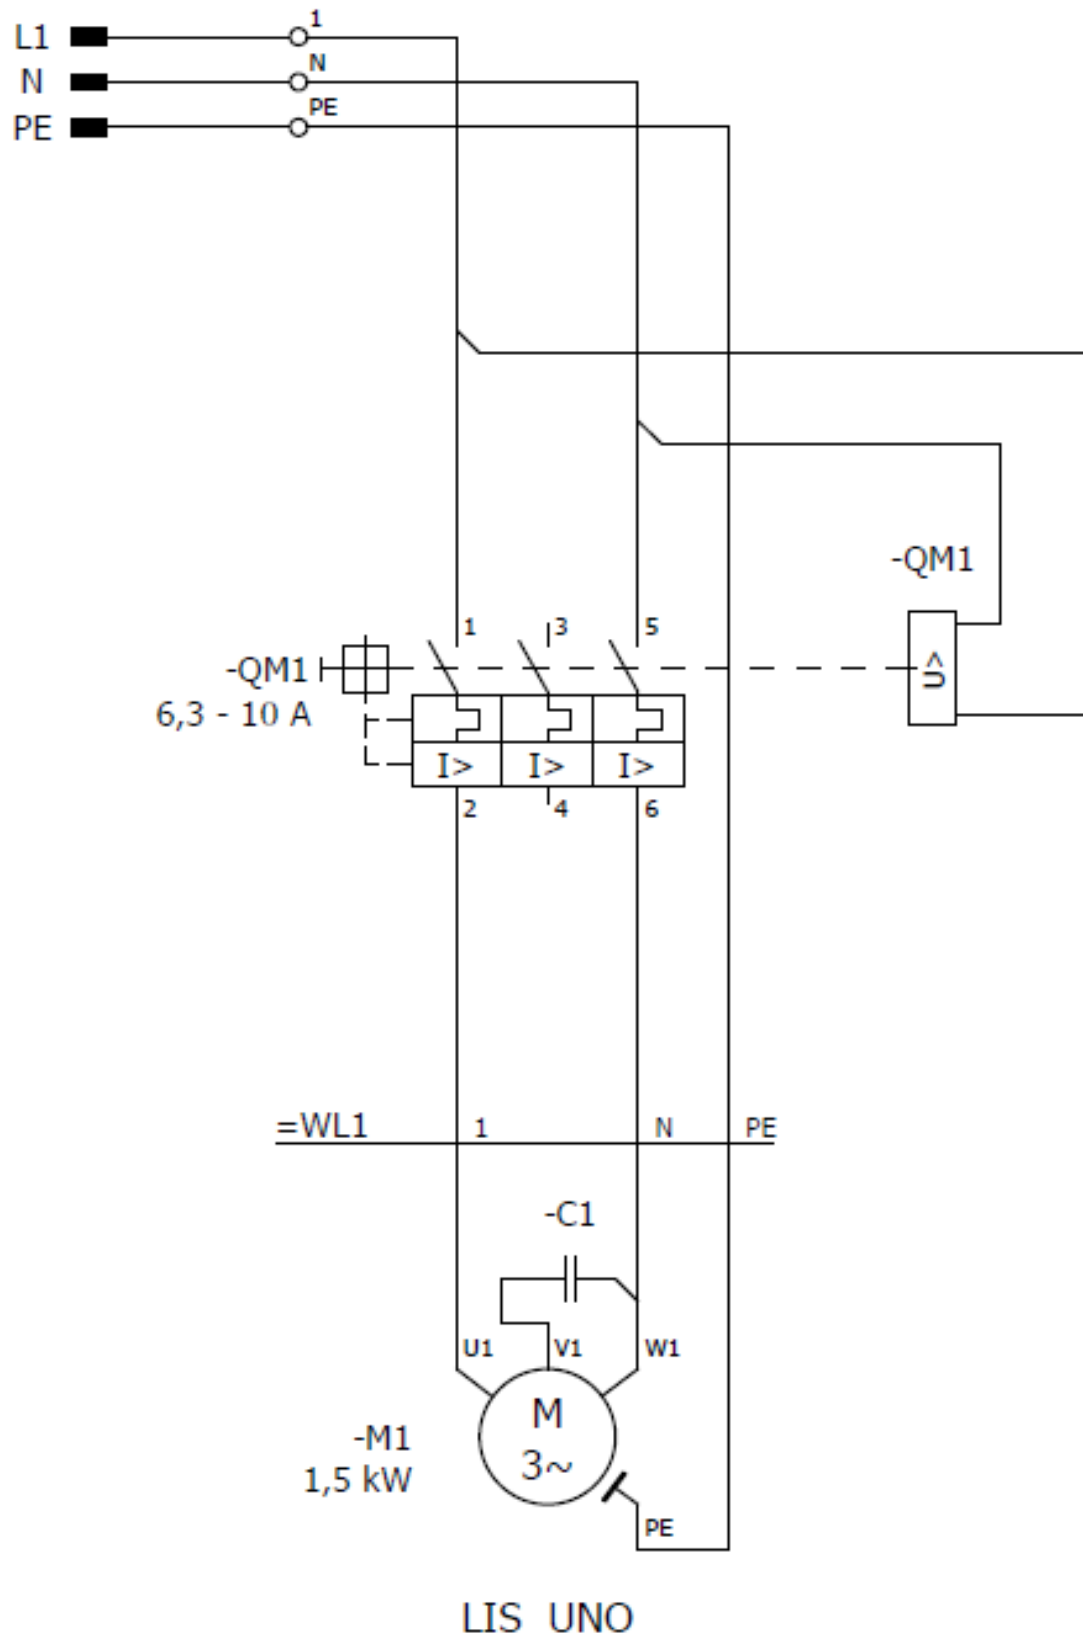 L1
1
N
N
PE
PE
-QM1
1
3
5
-QM1
6,3 - 10 A
U>
I>
I>
I>
2
4
6
=WL1
1
N
PE
-C1
U1
V1
W1
M
3~
-M1
1,5 kW
PE
LIS UNO